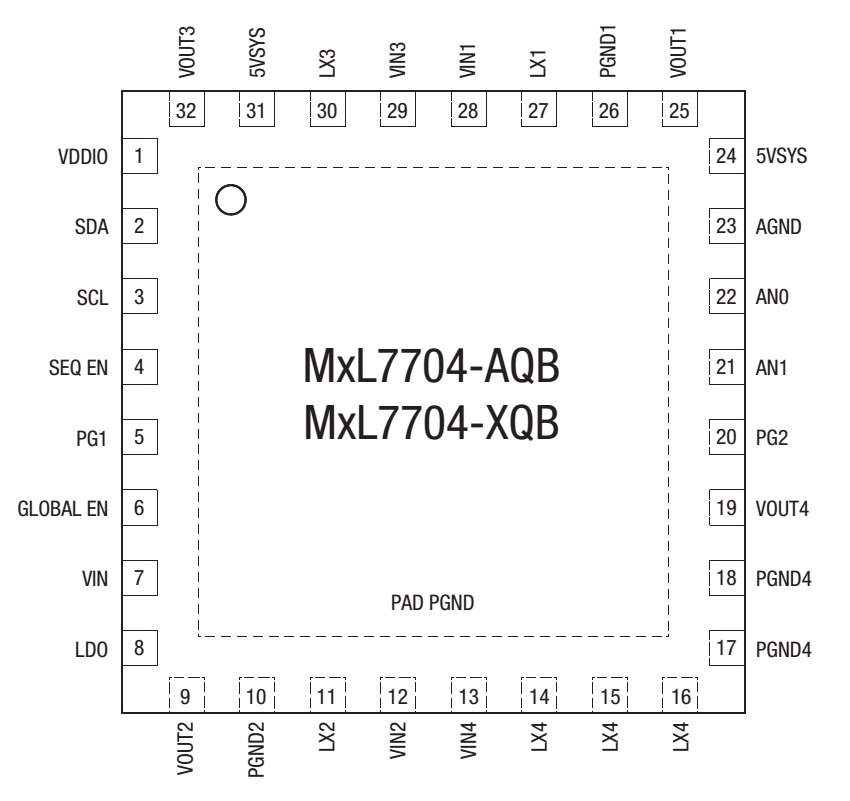 VOUT3 5VSYS LX3 VIN3 VIN1 LX1 PGND1 VOUT1
32 31 30 29 28 27 26 25
VDDIO 1 24 5VSYS
SDA 2 23 AGND
SCL 3 22 AN0
SEQ EN 4 21 AN1
MxL7704-AQB
MxL7704-XQB
PG1 5 20 PG2
GLOBAL EN 6 19 VOUT4
VIN 7 18 PGND4
PAD PGND
LDO 8 17 PGND4
9 10 11 12 13 14 15 16
VOUT2 PGND2 LX2 VIN2 VIN4 LX4 LX4 LX4